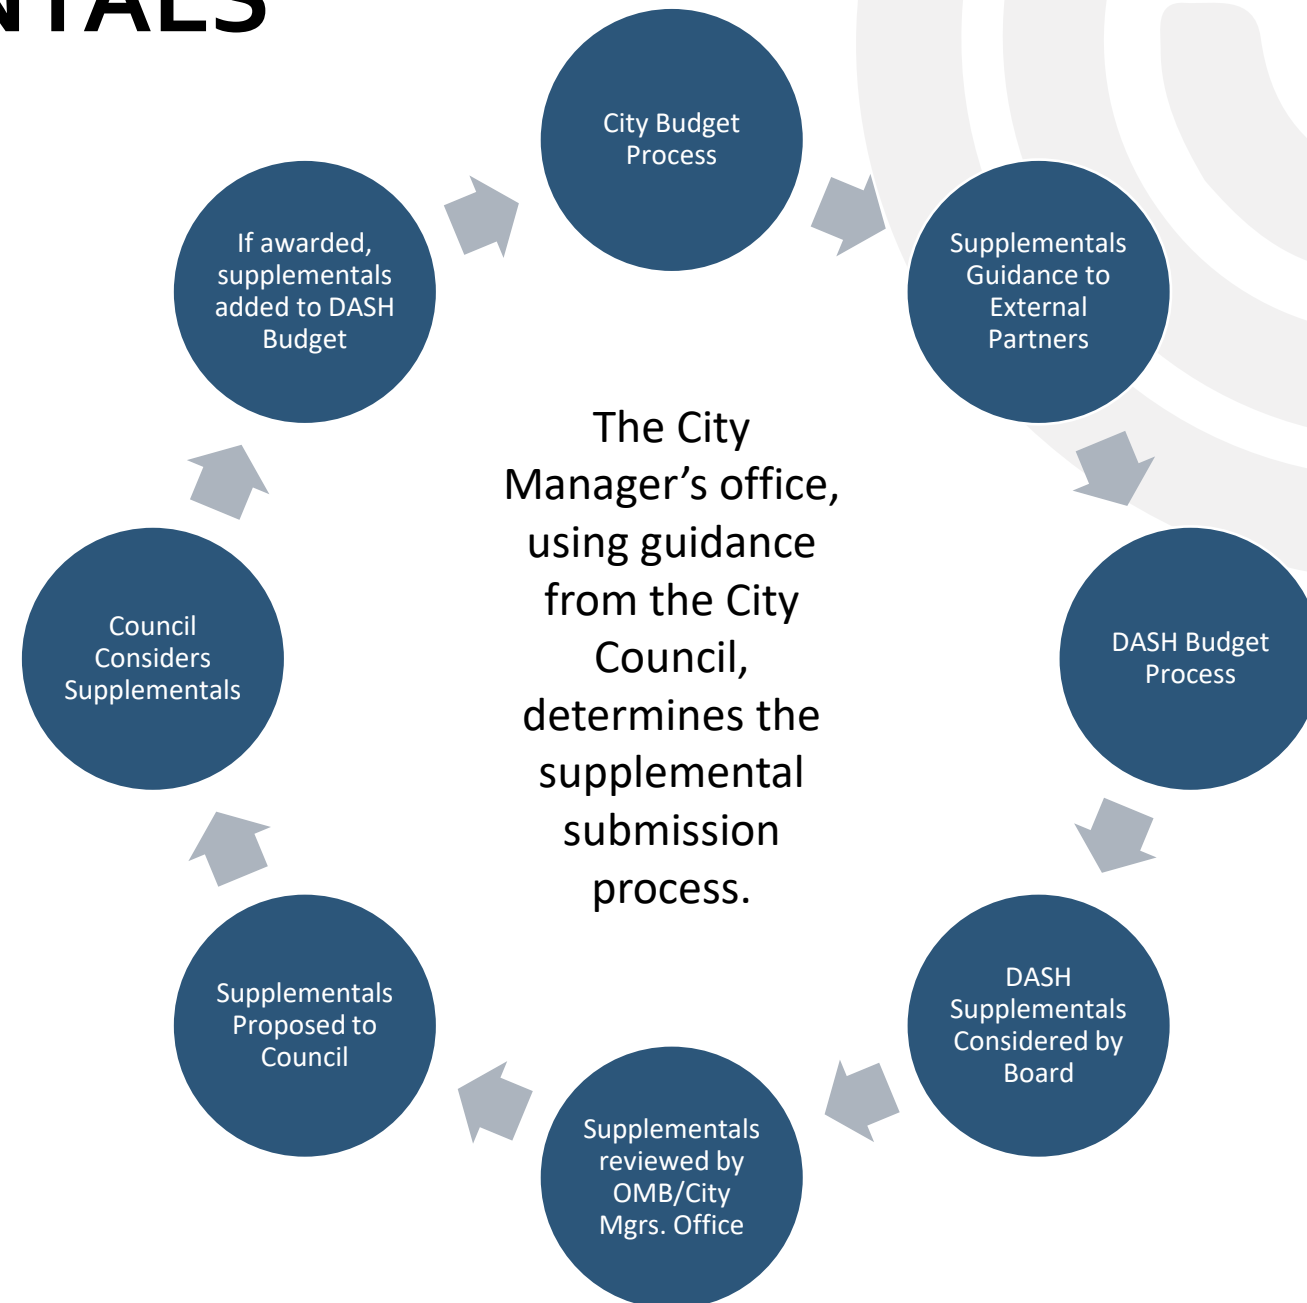 NTALS
City Budget
Process
Supplementals
Guidance to
External
Partners
DASH Budget
Process
DASH
Supplementals
Considered by
Board
Supplementals
reviewed by
OMB/City
Mgrs. Office
Supplementals
Proposed to
Council
Council
Considers
Supplementals
If awarded,
supplementals
added to DASH
Budget
The City
Manager’s office,
using guidance
from the City
Council,
determines the
supplemental
submission
process.